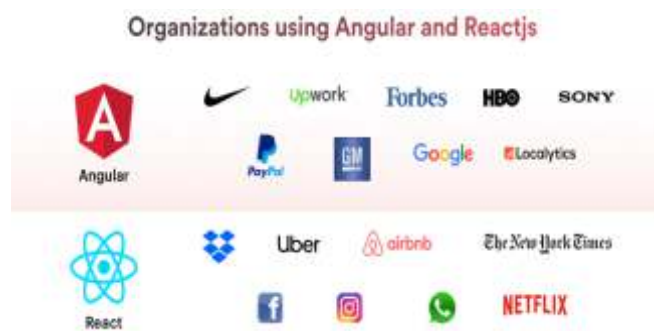 Organizations using Angular and Reactjs
Upwork Forbes HBO SONY
PayPal GM Google Localytics
Angular
Uber airbnb The New York Times
f NETFLIX
React